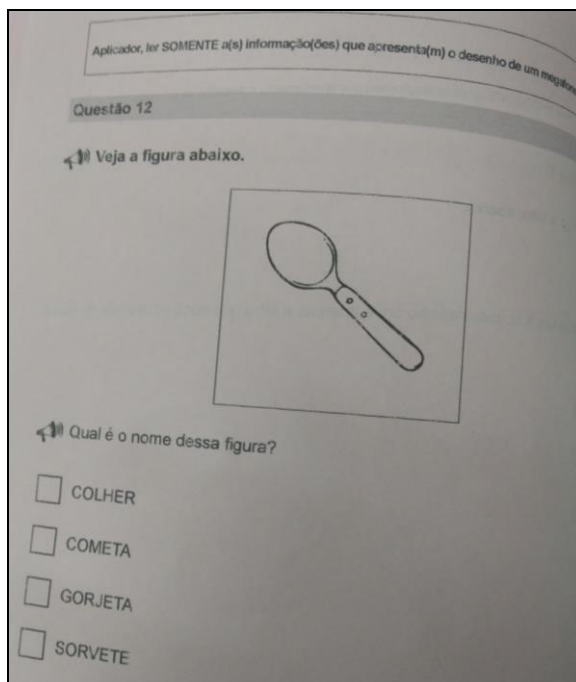 Aplicador, ler SOMENTE a(s) informação(ões) que apresenta(m) o desenho de um megafone
Questão 12
Veja a figura abaixo.
Qual é o nome dessa figura?
COLHER
COMETA
GORJETA
SORVETE